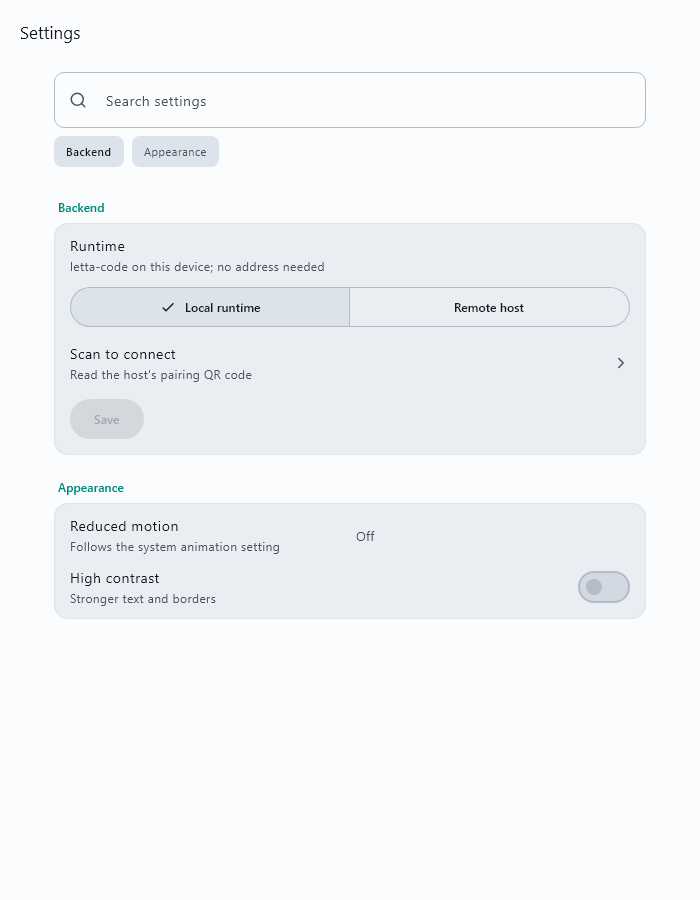 Settings
Search settings
Backend
Appearance
Backend
Runtime
letta-code on this device; no address needed
Local runtime
Remote host
Scan to connect
Read the host's pairing QR code
Save
Appearance
Reduced motion
Follows the system animation setting
Off
High contrast
Stronger text and borders